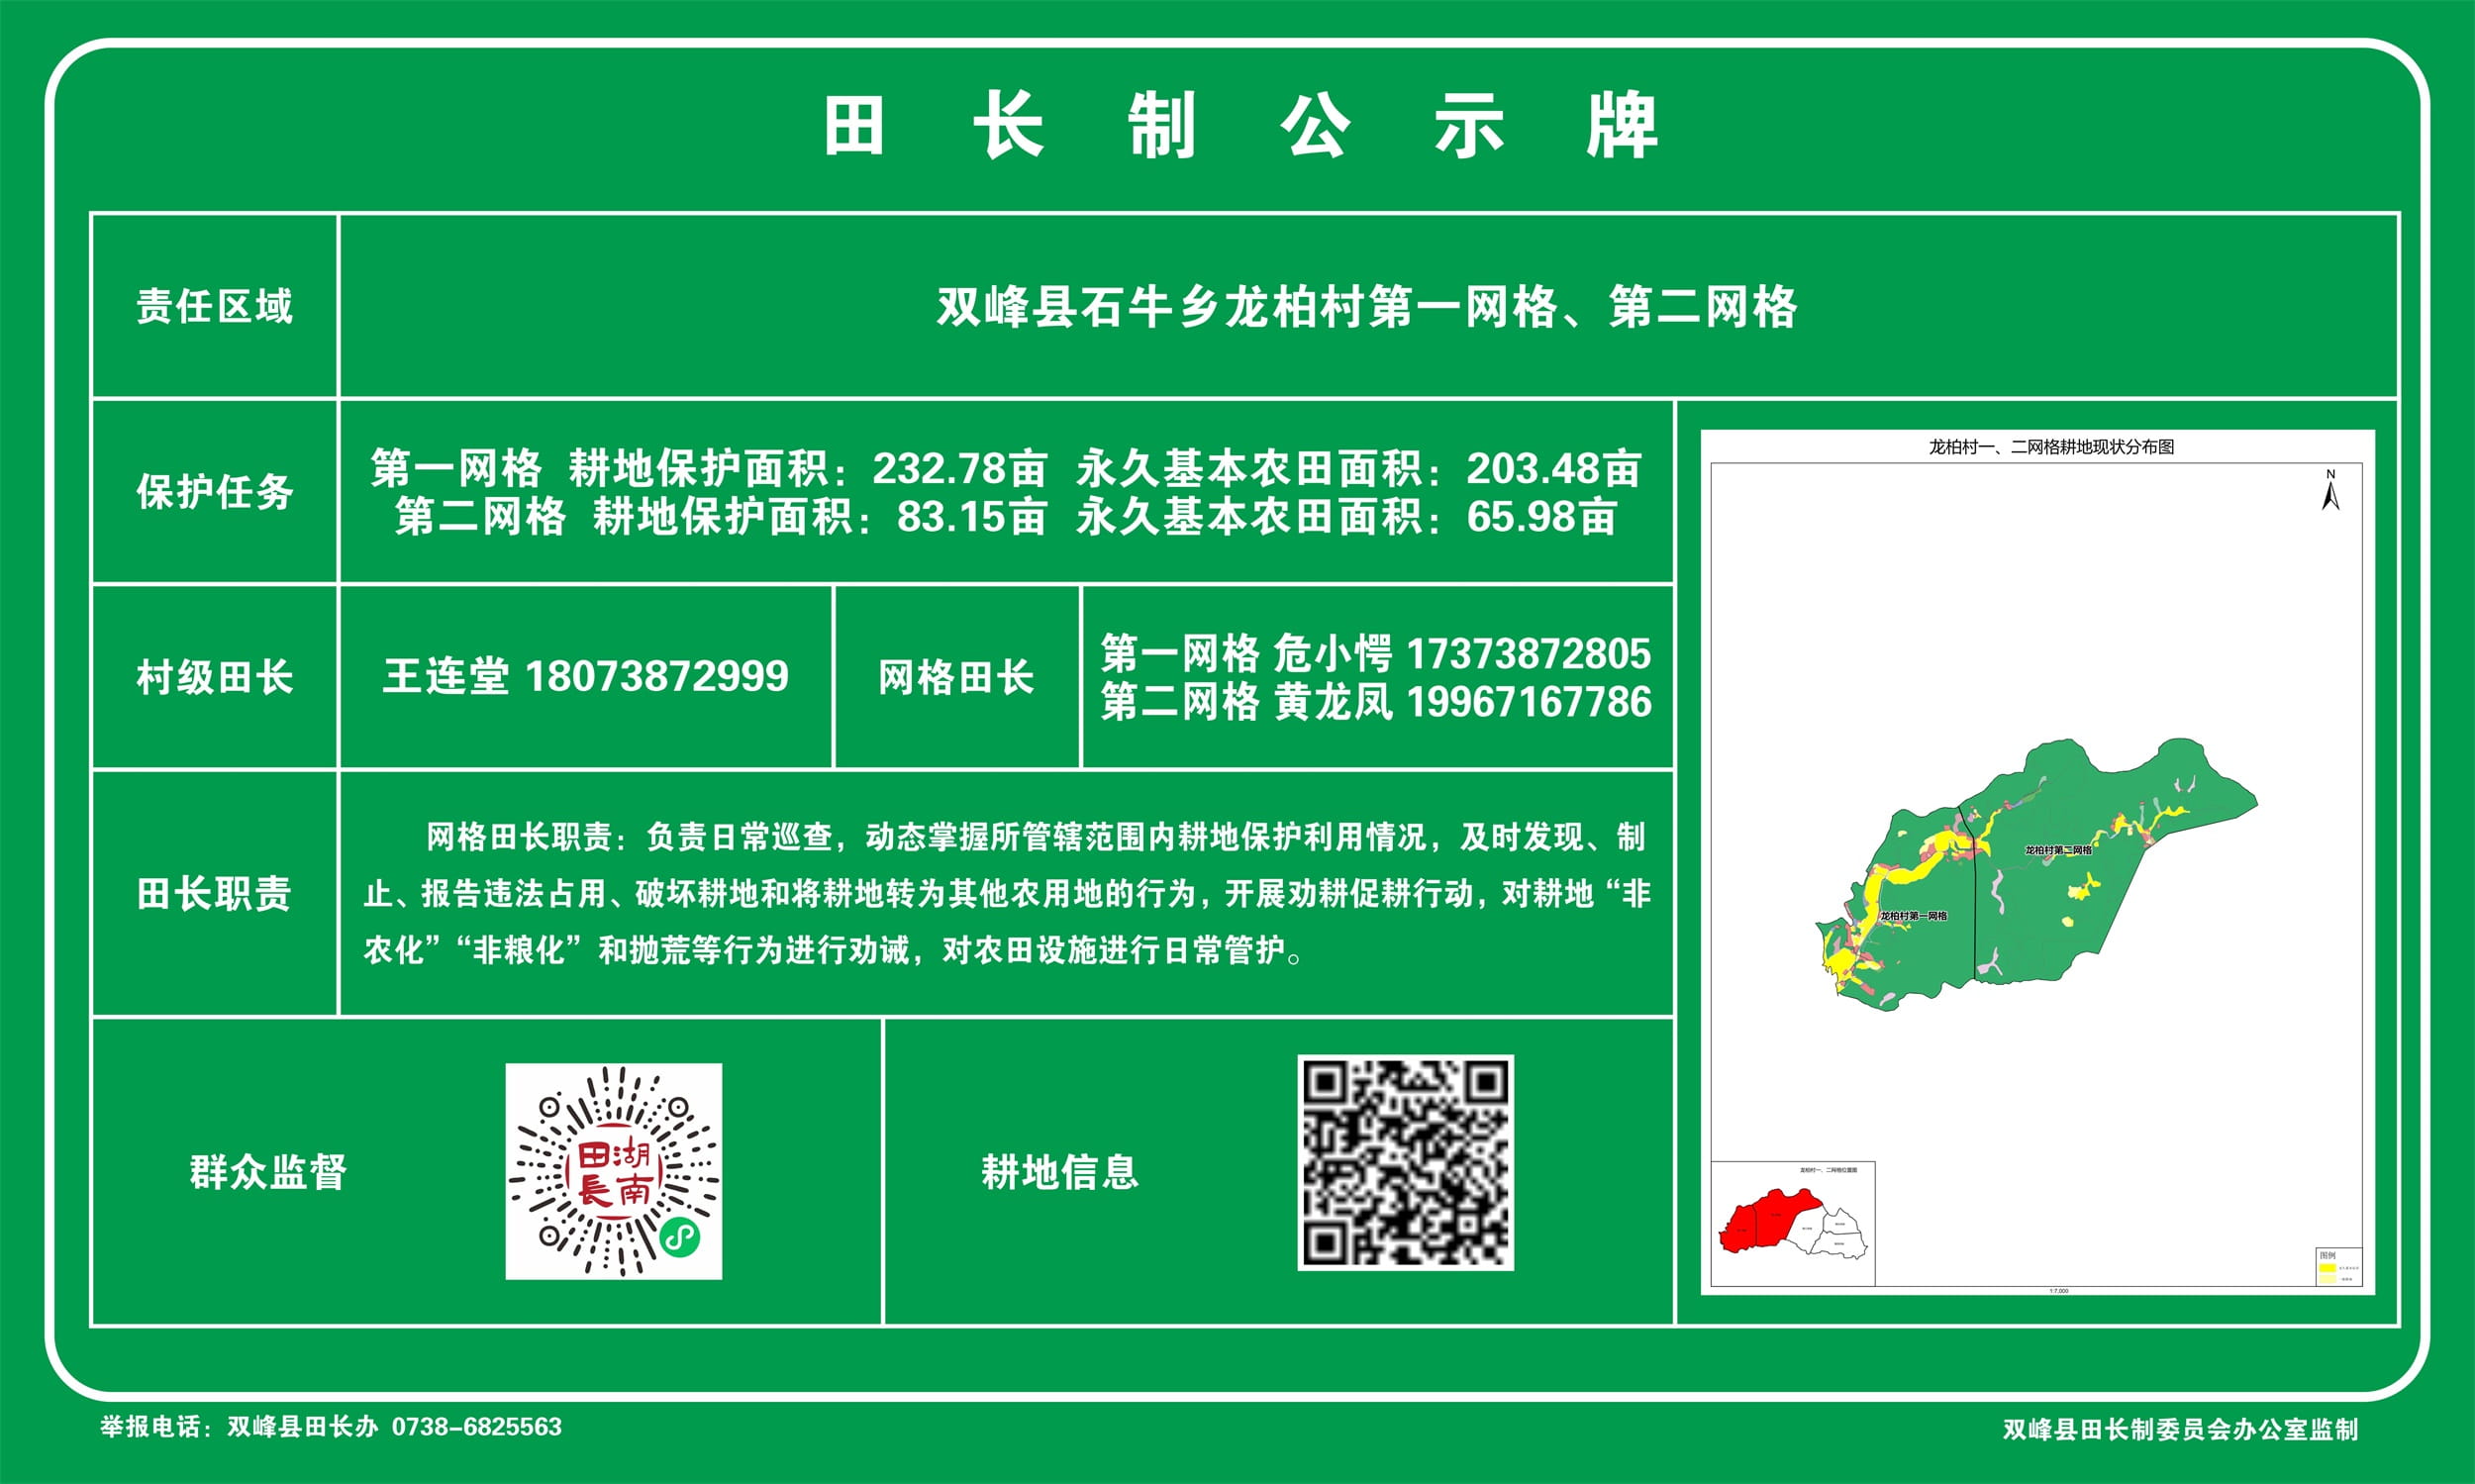 田长制公示牌
责任区域
双峰县石牛乡龙柏村第一网格、第二网格
保护任务
第一网格 耕地保护面积：232.78亩 永久基本农田面积：203.48亩
第二网格 耕地保护面积：83.15亩 永久基本农田面积：65.98亩
村级田长
王连堂 18073872999
网格田长
第一网格 危小愕 17373872805
第二网格 黄龙凤 19967167786
田长职责
网格田长职责：负责日常巡查，动态掌握所管辖范围内耕地保护利用情况，及时发现、制
止、报告违法占用、破坏耕地和将耕地转为其他农用地的行为，开展劝耕促耕行动，对耕地“非
农化”“非粮化”和抛荒等行为进行劝诫，对农田设施进行日常管护。
群众监督
田湖
長南
耕地信息
龙柏村一、二网格耕地现状分布图
N
龙柏村第二网格
龙柏村第一网格
龙柏村一、二网格位置图
图例
1:7,000
举报电话：双峰县田长办 0738-6825563
双峰县田长制委员会办公室监制